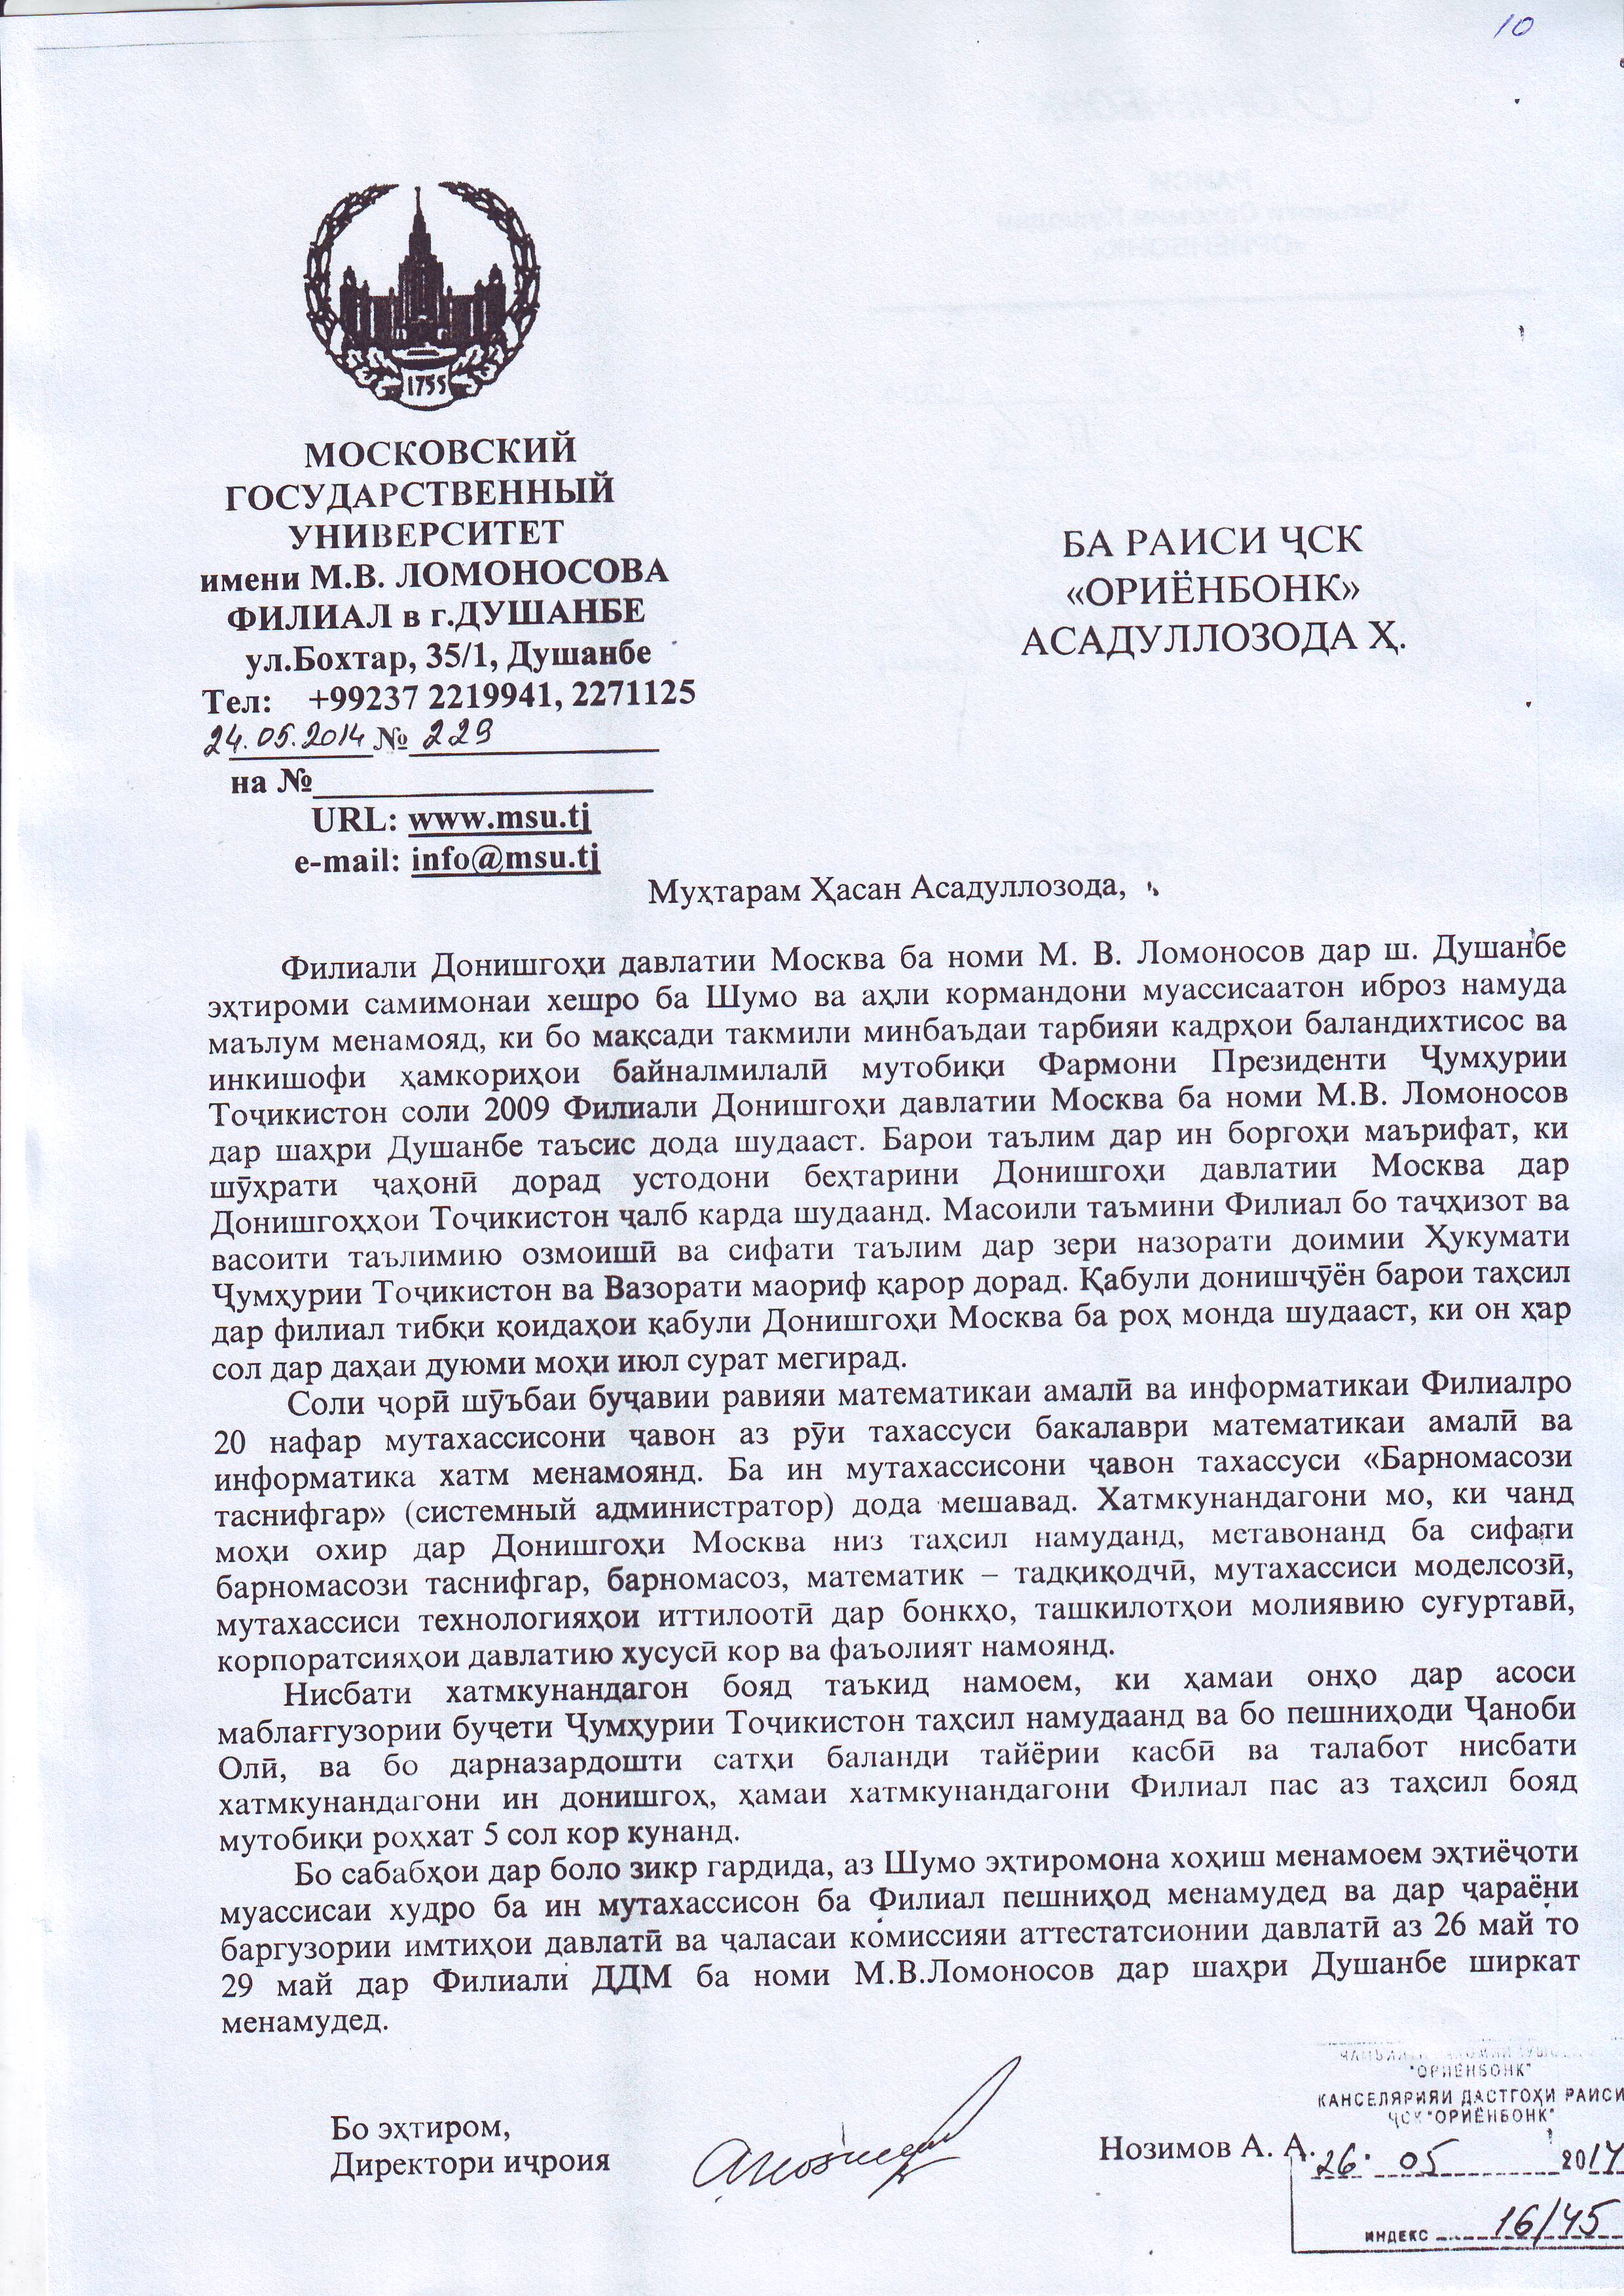 10
1755
МОСКОВСКИЙ
ГОСУДАРСТВЕННЫЙ
УНИВЕРСИТЕТ
имени М.В. ЛОМОНОСОВА
ФИЛИАЛ в г.ДУШАНБЕ
ул.Бохтар, 35/1, Душанбе
Тел: +99237 2219941, 2271125
24.05.2014 № 229
на №
URL: www.msu.tj
e-mail: info@msu.tj
БА РАИСИ ҶСК
«ОРИЁНБОНК»
АСАДУЛЛОЗОДА Ҳ.
Муҳтарам Ҳасан Асадуллозода,
Филиали Донишгоҳи давлатии Москва ба номи М. В. Ломоносов дар ш. Душанбе
эҳтироми самимонаи хешро ба Шумо ва аҳли кормандони муассисаатон иброз намуда
маълум менамояд, ки бо мақсади такмили минбаъдаи тарбияи кадрҳои баландихтисос ва
инкишофи ҳамкориҳои байналмилалӣ мутобиқи Фармони Президенти Ҷумҳурии
Тоҷикистон соли 2009 Филиали Донишгоҳи давлатии Москва ба номи М.В. Ломоносов
дар шаҳри Душанбе таъсис дода шудааст. Барои таълим дар ин боргоҳи маърифат, ки
шӯҳрати ҷаҳонӣ дорад устодони беҳтарини Донишгоҳи давлатии Москва дар
Донишгоҳҳои Тоҷикистон ҷалб карда шудаанд. Масоили таъмини Филиал бо таҷҳизот ва
васоити таълимию озмоишӣ ва сифати таълим дар зери назорати доимии Ҳукумати
Ҷумҳурии Тоҷикистон ва Вазорати маориф қарор дорад. Қабули донишҷӯён барои таҳсил
дар филиал тибқи қоидаҳои қабули Донишгоҳи Москва ба роҳ монда шудааст, ки он ҳар
сол дар даҳаи дуюми моҳи июл сурат мегирад.
Соли ҷорӣ шӯъбаи буҷавии равияи математикаи амалӣ ва информатикаи Филиалро
20 нафар мутахассисони ҷавон аз рӯи тахассуси бакалаври математикаи амалӣ ва
информатика хатм менамоянд. Ба ин мутахассисони ҷавон тахассуси «Барномасози
таснифгар» (системный администратор) дода мешавад. Хатмкунандагони мо, ки чанд
моҳи охир дар Донишгоҳи Москва низ таҳсил намуданд, метавонанд ба сифати
барномасози таснифгар, барномасоз, математик – тадқиқодчӣ, мутахассиси моделсозӣ,
мутахассиси технологияҳои иттилоотӣ дар бонкҳо, ташкилотҳои молиявию суғуртавӣ,
корпоратсияҳои давлатию хусусӣ кор ва фаъолият намоянд.
Нисбати хатмкунандагон бояд таъкид намоем, ки ҳамаи онҳо дар асоси
маблағгузории буҷети Ҷумҳурии Тоҷикистон таҳсил намудаанд ва бо пешниҳоди Ҷаноби
Олӣ, ва бо дарназардошти сатҳи баланди тайёрии касбӣ ва талабот нисбати
хатмкунандагони ин донишгоҳ, ҳамаи хатмкунандагони Филиал пас аз таҳсил бояд
мутобиқи роҳхат 5 сол кор кунанд.
Бо сабабҳои дар боло зикр гардида, аз Шумо эҳтиромона хоҳиш менамоем эҳтиёҷоти
муассисаи худро ба ин мутахассисон ба Филиал пешниҳод менамудед ва дар ҷараёни
баргузории имтиҳои давлатӣ ва ҷаласаи комиссияи аттестатсионии давлатӣ аз 26 май то
29 май дар Филиали ДДМ ба номи М.В.Ломоносов дар шаҳри Душанбе ширкат
менамудед.
Бо эҳтиром,
Директори иҷроия
Нозимов А. А.
"ОРИЁНБОНК"
КАНСЕЛЯРИЯИ ДАСТГОҲИ РАИСИ
ҶСК "ОРИЁНБОНК"
26 05 2014
ИНДЕКС 16/45